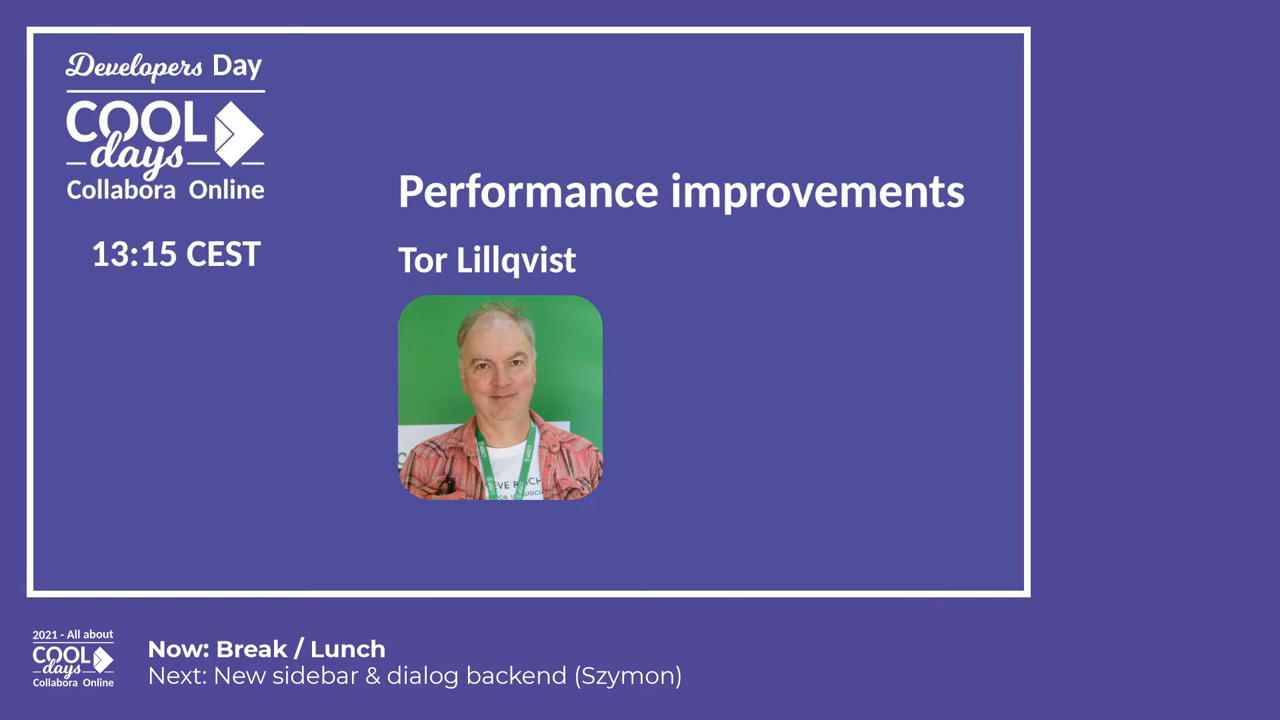 Developers Day
COOL
days
Collabora Online
13:15 CEST
Performance improvements
Tor Lillqvist
2021 - All about
COOL
days
Collabora Online
Now: Break / Lunch
Next: New sidebar & dialog backend (Szymon)